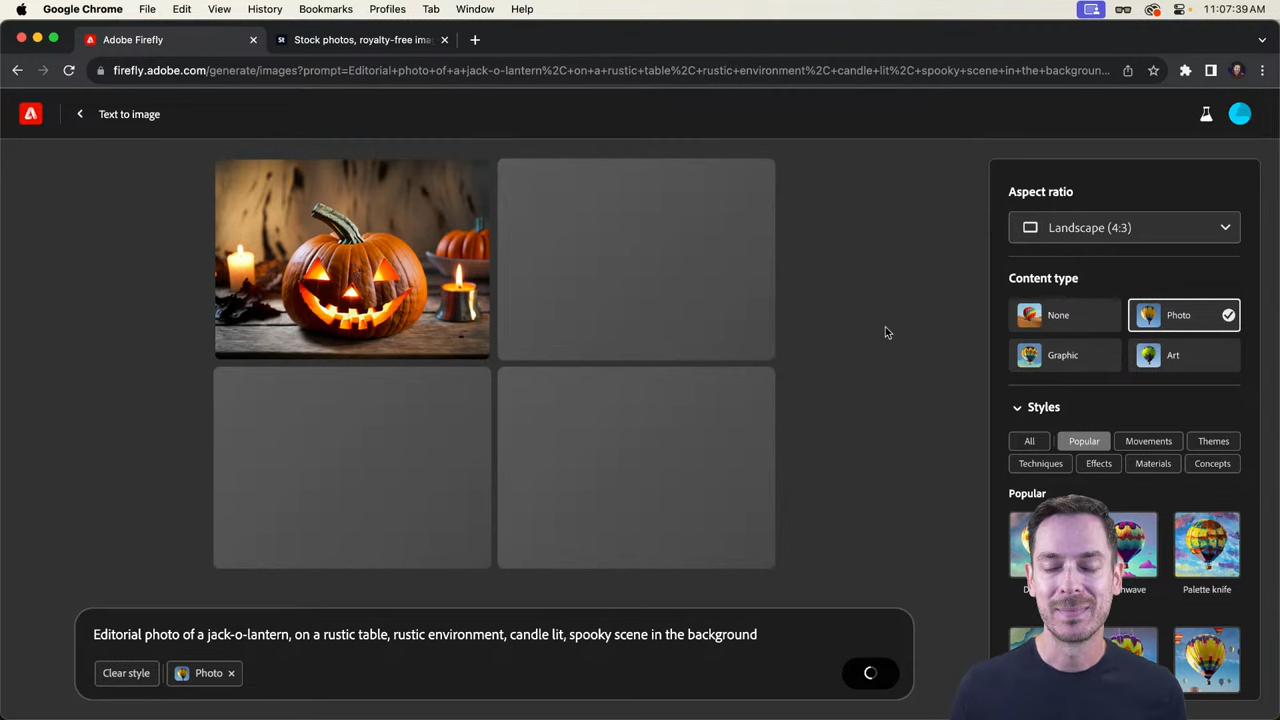 Google Chrome File Edit View History Bookmarks Profiles Tab Window Help 11:07:39 AM
Adobe Firefly St Stock photos, royalty-free ima
firefly.adobe.com/generate/images?prompt=Editorial+photo+of+a+jack-o-lantern%2C+on+a+rustic+table%2C+rustic+environment%2C+candle+lit%2C+spooky+scene+in+the+backgroun...
Text to image
Aspect ratio
Landscape (4:3)
Content type
None Photo
Graphic Art
Styles
All Popular Movements Themes
Techniques Effects Materials Concepts
Popular
Palette knife
Editorial photo of a jack-o-lantern, on a rustic table, rustic environment, candle lit, spooky scene in the background
Clear style Photo